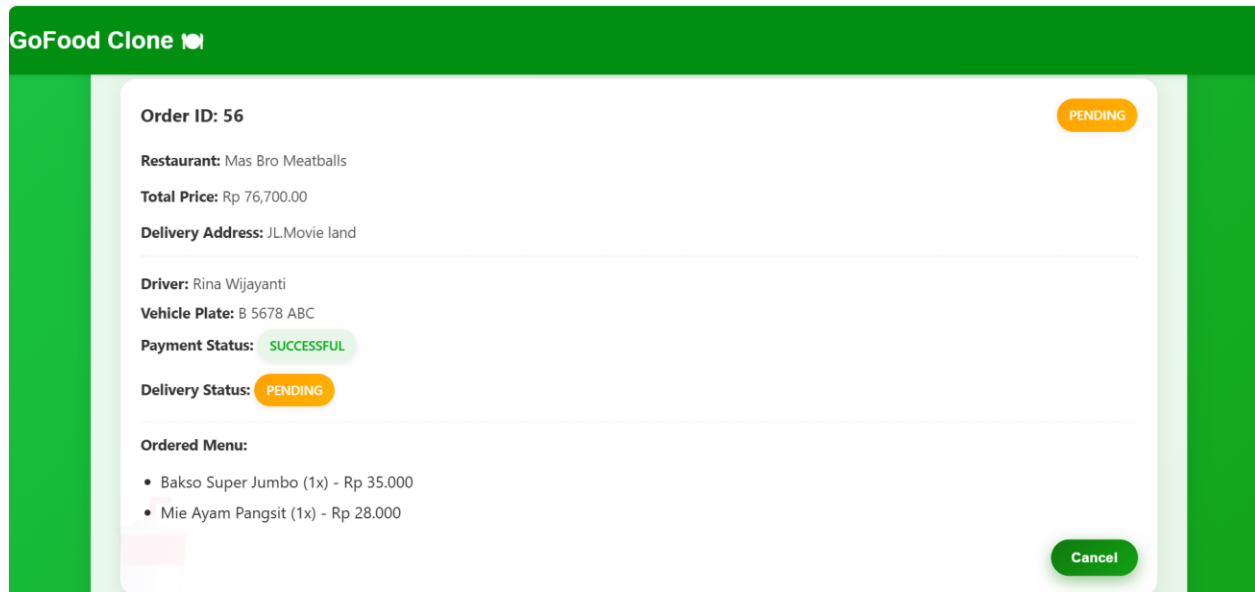 GoFood Clone 🍽
Order ID: 56
PENDING
Restaurant: Mas Bro Meatballs
Total Price: Rp 76,700.00
Delivery Address: JL.Movie land
Driver: Rina Wijayanti
Vehicle Plate: B 5678 ABC
Payment Status: SUCCESSFUL
Delivery Status: PENDING
Ordered Menu:
• Bakso Super Jumbo (1x) - Rp 35.000
• Mie Ayam Pangsit (1x) - Rp 28.000
Cancel